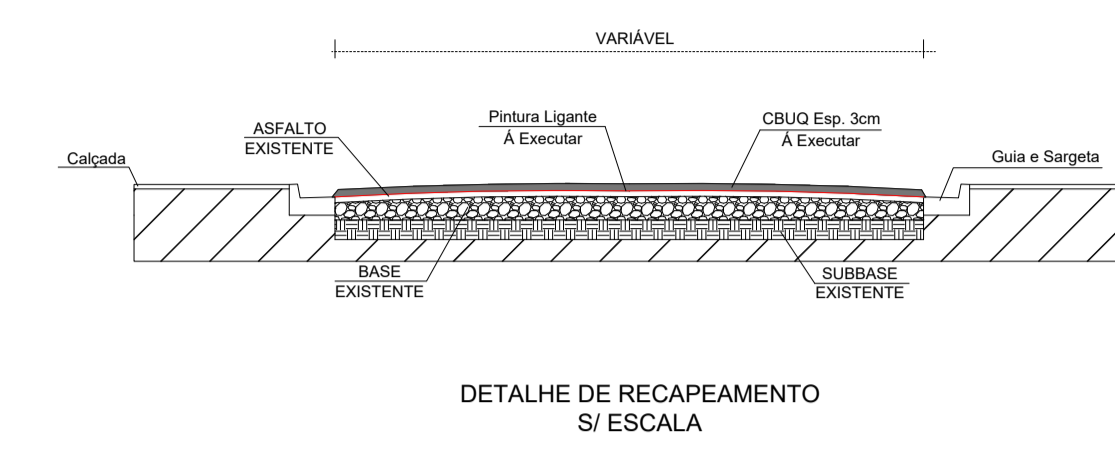 VARIÁVEL
Pintura Ligante
Á Executar
CBUQ Esp. 3cm
Á Executar
ASFALTO
EXISTENTE
Calçada
Guia e Sargeta
BASE
EXISTENTE
SUBBASE
EXISTENTE
DETALHE DE RECAPEAMENTO
S/ ESCALA